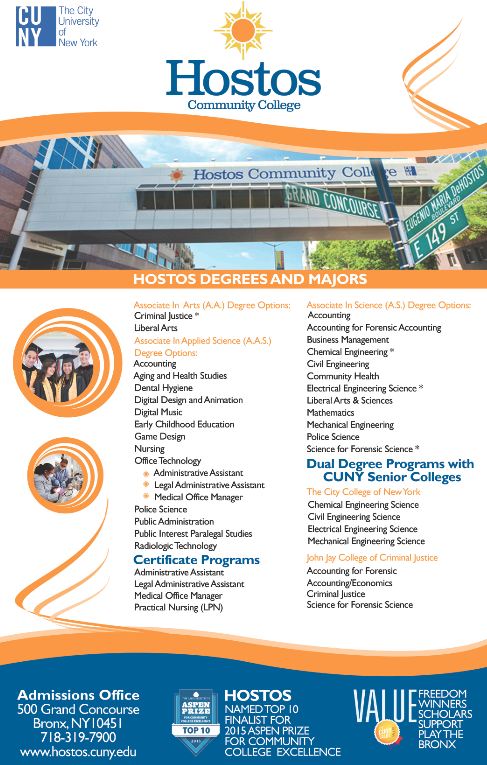 CU
NY
The City
University
of
New York
Hostos
Community College
Hostos Community College
GRAND CONCOURSE
EUGENIO MARIA DeHOSTOS
BOULEVARD
E 149 ST
HOSTOS DEGREES AND MAJORS
Associate In Arts (A.A.) Degree Options:
Criminal Justice *
Liberal Arts
Associate In Applied Science (A.A.S.)
Degree Options:
Accounting
Aging and Health Studies
Dental Hygiene
Digital Design and Animation
Digital Music
Early Childhood Education
Game Design
Nursing
Office Technology
Administrative Assistant
Legal Administrative Assistant
Medical Office Manager
Police Science
Public Administration
Public Interest Paralegal Studies
Radiologic Technology
Certificate Programs
Administrative Assistant
Legal Administrative Assistant
Medical Office Manager
Practical Nursing (LPN)
Associate In Science (A.S.) Degree Options:
Accounting
Accounting for Forensic Accounting
Business Management
Chemical Engineering *
Civil Engineering
Community Health
Electrical Engineering Science *
Liberal Arts & Sciences
Mathematics
Mechanical Engineering
Police Science
Science for Forensic Science *
Dual Degree Programs with
CUNY Senior Colleges
The City College of New York
Chemical Engineering Science
Civil Engineering Science
Electrical Engineering Science
Mechanical Engineering Science
John Jay College of Criminal Justice
Accounting for Forensic
Accounting/Economics
Criminal Justice
Science for Forensic Science
Admissions Office
500 Grand Concourse
Bronx, NY10451
718-319-7900
www.hostos.cuny.edu
ASPEN
PRIZE
FOR COMMUNITY
COLLEGE EXCELLENCE
TOP 10
2015
HOSTOS
NAMED TOP 10
FINALIST FOR
2015 ASPEN PRIZE
FOR COMMUNITY
COLLEGE EXCELLENCE
VALUE
FREEDOM
WINNERS
SCHOLARS
SUPPORT
PLAY THE
BRONX